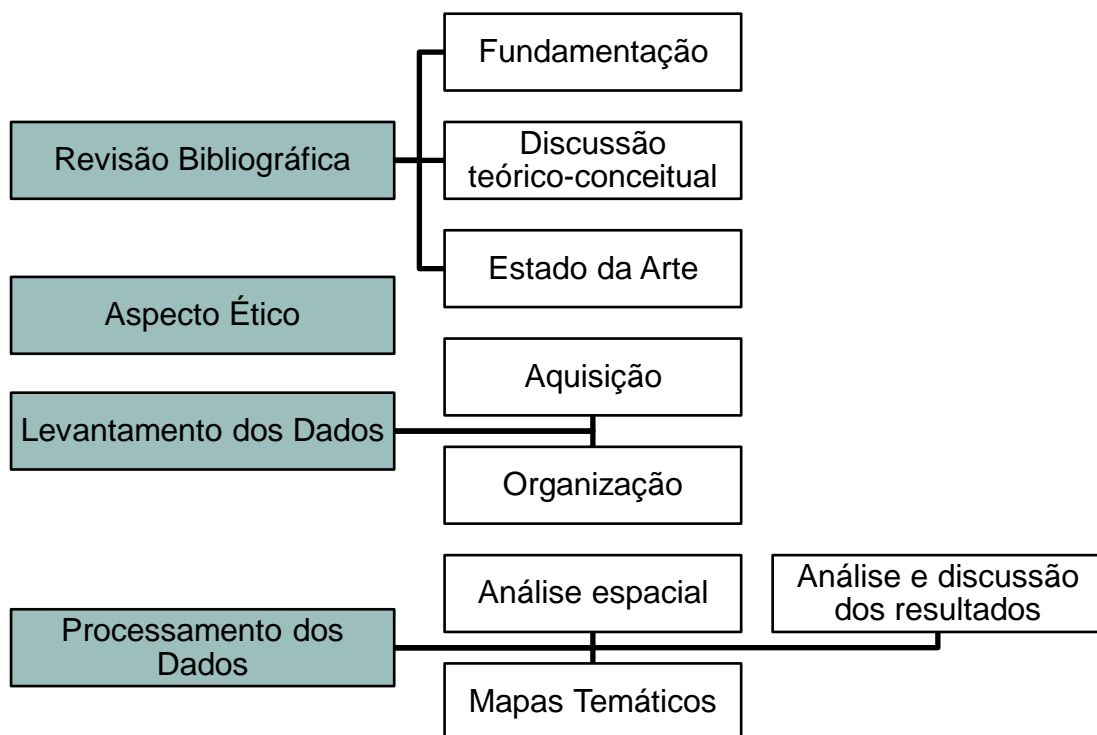 Fundamentação
Revisão Bibliográfica
Discussão
teórico-conceitual
Estado da Arte
Aspecto Ético
Aquisição
Levantamento dos Dados
Organização
Análise espacial
Análise e discussão
dos resultados
Processamento dos
Dados
Mapas Temáticos